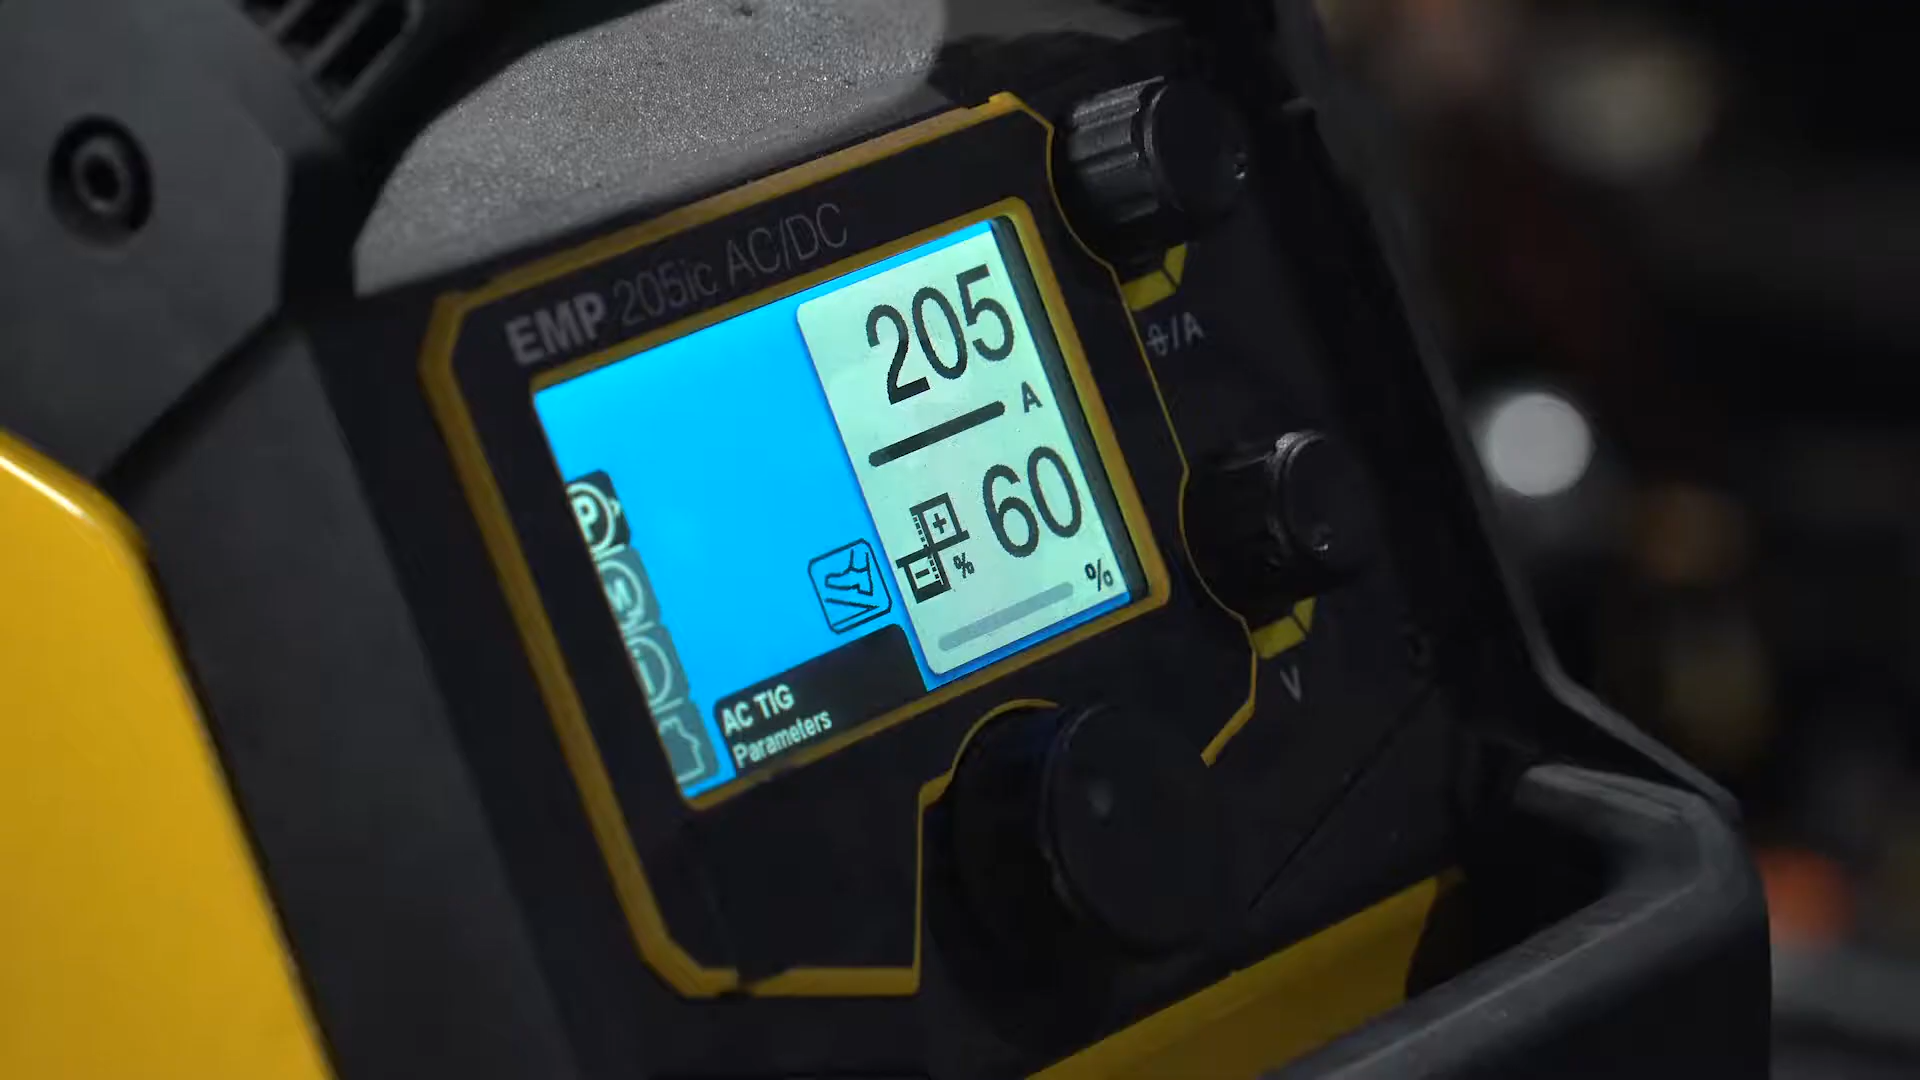 EMP 205ic AC/DC
205
A
60
%
%
P
AC TIG
Parameters
/A
V